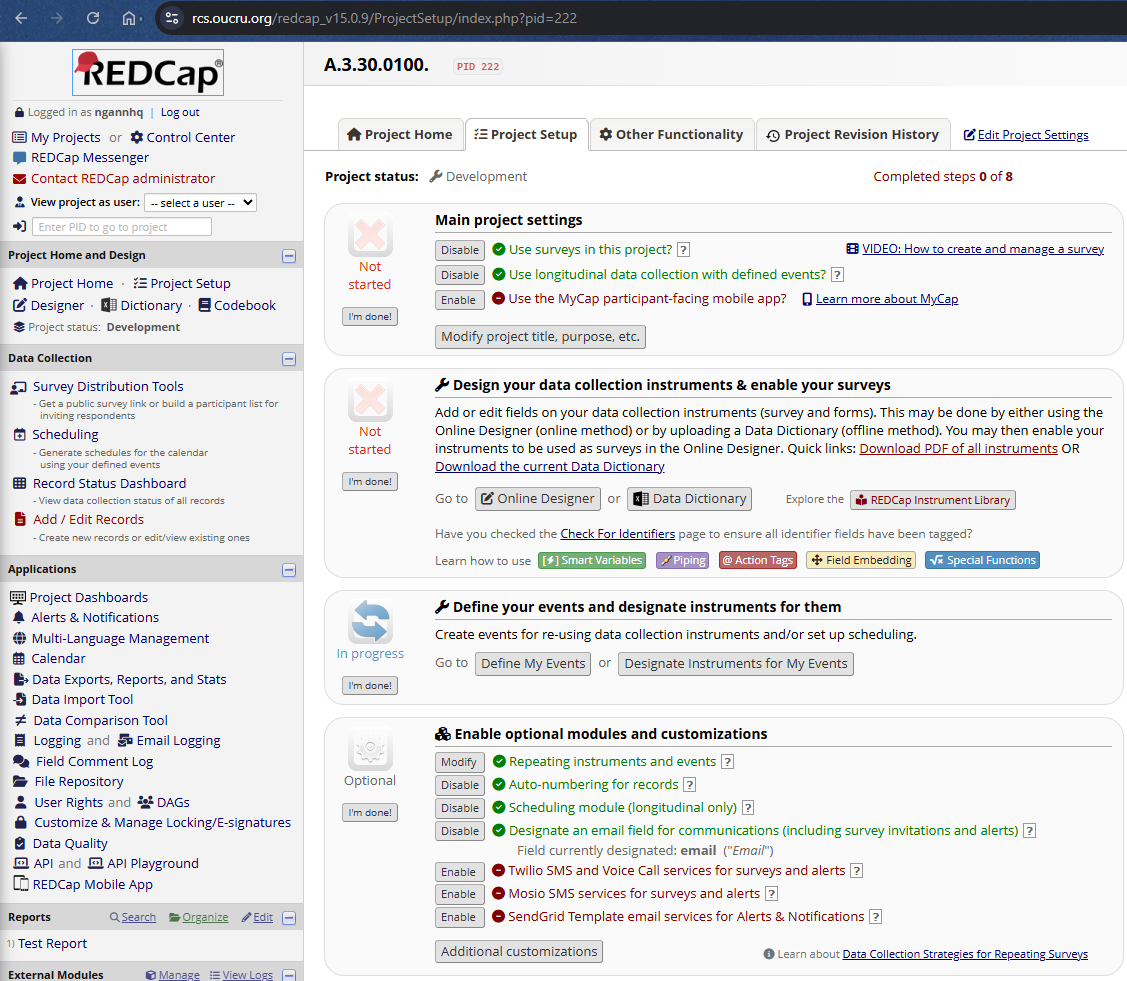 rcs.oucru.org/redcap_v15.0.9/ProjectSetup/index.php?pid=222
REDCap®
Logged in as ngannhq | Log out
My Projects or Control Center
REDCap Messenger
Contact REDCap administrator
View project as user: -- select a user --
Enter PID to go to project
Project Home and Design
Project Home · Project Setup
Designer · Dictionary · Codebook
Project status: Development
Data Collection
Survey Distribution Tools
- Get a public survey link or build a participant list for
inviting respondents
Scheduling
- Generate schedules for the calendar
using your defined events
Record Status Dashboard
- View data collection status of all records
Add / Edit Records
- Create new records or edit/view existing ones
Applications
Project Dashboards
Alerts & Notifications
Multi-Language Management
Calendar
Data Exports, Reports, and Stats
Data Import Tool
Data Comparison Tool
Logging and Email Logging
Field Comment Log
File Repository
User Rights and DAGs
Customize & Manage Locking/E-signatures
Data Quality
API and API Playground
REDCap Mobile App
Reports Search Organize Edit
1) Test Report
External Modules Manage View Logs
A.3.30.0100. PID 222
Project Home Project Setup Other Functionality Project Revision History Edit Project Settings
Project status: Development Completed steps 0 of 8
Not
started
I'm done!
Main project settings
Disable Use surveys in this project? ? VIDEO: How to create and manage a survey
Disable Use longitudinal data collection with defined events? ?
Enable Use the MyCap participant-facing mobile app? Learn more about MyCap
Modify project title, purpose, etc.
Not
started
I'm done!
Design your data collection instruments & enable your surveys
Add or edit fields on your data collection instruments (survey and forms). This may be done by either using the
Online Designer (online method) or by uploading a Data Dictionary (offline method). You may then enable your
instruments to be used as surveys in the Online Designer. Quick links: Download PDF of all instruments OR
Download the current Data Dictionary
Go to Online Designer or Data Dictionary Explore the REDCap Instrument Library
Have you checked the Check For Identifiers page to ensure all identifier fields have been tagged?
Learn how to use [⚡] Smart Variables Piping @ Action Tags Field Embedding √x Special Functions
In progress
I'm done!
Define your events and designate instruments for them
Create events for re-using data collection instruments and/or set up scheduling.
Go to Define My Events or Designate Instruments for My Events
Optional
I'm done!
Enable optional modules and customizations
Modify Repeating instruments and events ?
Disable Auto-numbering for records ?
Disable Scheduling module (longitudinal only) ?
Disable Designate an email field for communications (including survey invitations and alerts) ?
Field currently designated: email ("Email")
Enable Twilio SMS and Voice Call services for surveys and alerts ?
Enable Mosio SMS services for surveys and alerts ?
Enable SendGrid Template email services for Alerts & Notifications ?
Additional customizations Learn about Data Collection Strategies for Repeating Surveys